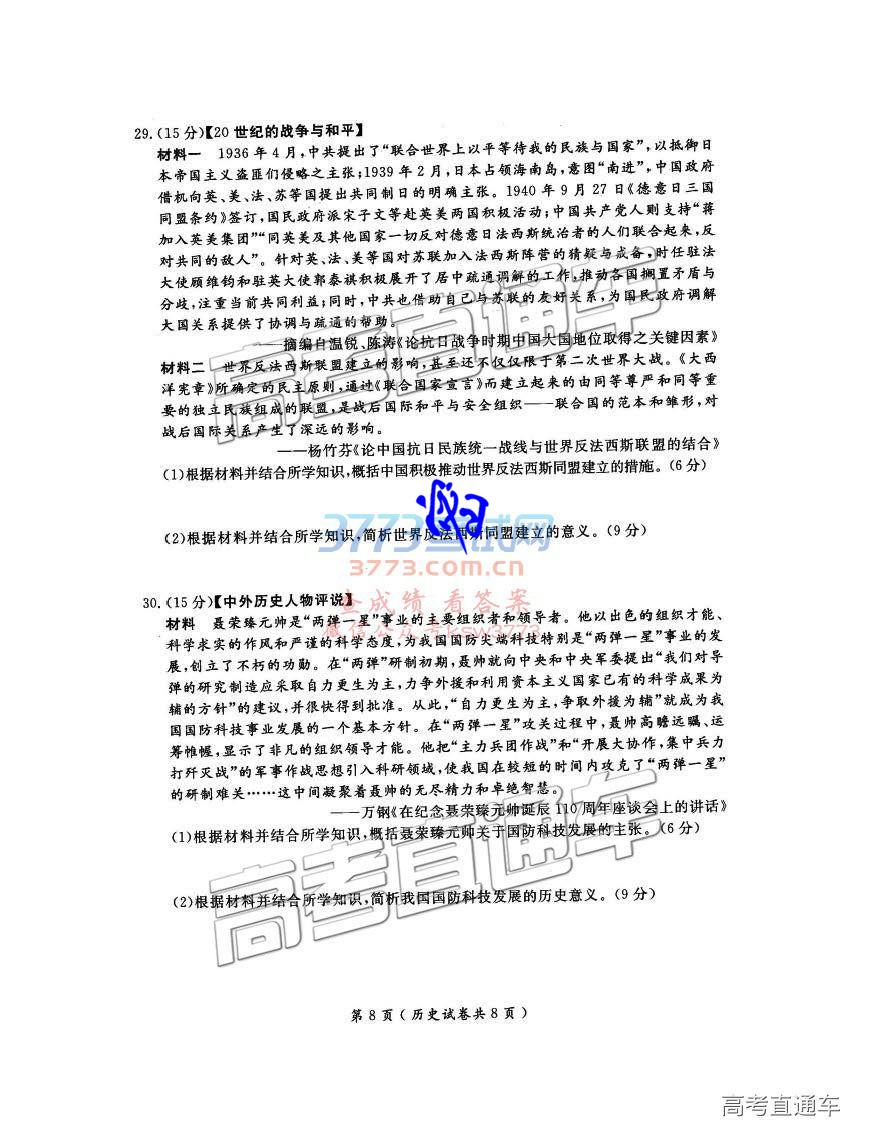 29.(15 分)【20 世纪的战争与和平】
材料一 1936 年 4 月,中共提出了“联合世界上以平等待我的民族与国家”,以抵御日
本帝国主义盗匪们侵略之主张;1939 年 2 月,日本占领海南岛,意图“南进”,中国政府
借机向英、美、法、苏等国提出共同制日的明确主张。1940 年 9 月 27 日《德意日三国
同盟条约》签订,国民政府派宋子文等赴英美两国积极活动;中国共产党人则支持“蒋
加入英美集团”“同英美及其他国家一切反对德意日法西斯统治者的人们联合起来,反
对共同的敌人”。针对英、法、美等国对苏联加入法西斯阵营的猜疑与戒备,时任驻法
大使顾维钧和驻英大使郭泰祺积极展开了居中疏通调解的工作,推动各国搁置矛盾与
分歧,注重当前共同利益;同时,中共也借助自己与苏联的友好关系,为国民政府调解
大国关系提供了协调与疏通的帮助。
——摘编自温锐、陈涛《论抗日战争时期中国大国地位取得之关键因素》
材料二 世界反法西斯联盟建立的影响,甚至还不仅仅限于第二次世界大战。《大西
洋宪章》所确定的民主原则,通过《联合国家宣言》而建立起来的由同等尊严和同等重
要的独立民族组成的联盟,是战后国际和平与安全组织——联合国的范本和雏形,对
战后国际关系产生了深远的影响。
——杨竹芬《论中国抗日民族统一战线与世界反法西斯联盟的结合》
(1)根据材料并结合所学知识,概括中国积极推动世界反法西斯同盟建立的措施。(6 分)
3773考试网
(2)根据材料并结合所学知识,简析世界反法西斯同盟建立的意义。(9 分)
3773.com.cn
查成绩 看答案
30.(15 分)【中外历史人物评说】
材料 聂荣臻元帅是“两弹一星”事业的主要组织者和领导者。他以出色的组织才能、
微信公众号ksw3773
科学求实的作风和严谨的科学态度,为我国国防尖端科技特别是“两弹一星”事业的发
展,创立了不朽的功勋。在“两弹”研制初期,聂帅就向中央和中央军委提出“我们对导
弹的研究制造应采取自力更生为主,力争外援和利用资本主义国家已有的科学成果为
辅的方针”的建议,并很快得到批准。从此,“自力更生为主,争取外援为辅”就成为我
国国防科技事业发展的一个基本方针。在“两弹一星”攻关过程中,聂帅高瞻远瞩、运
筹帷幄,显示了非凡的组织领导才能。他把“主力兵团作战”和“开展大协作,集中兵力
打歼灭战”的军事作战思想引入科研领域,使我国在较短的时间内攻克了“两弹一星”
的研制难关……这中间凝聚着聂帅的无尽精力和卓绝智慧。
——万钢《在纪念聂荣臻元帅诞辰 110 周年座谈会上的讲话》
(1)根据材料并结合所学知识,概括聂荣臻元帅关于国防科技发展的主张。(6 分)
(2)根据材料并结合所学知识,简析我国国防科技发展的历史意义。(9 分)
高考直通车
高考直通车
第 8 页 ( 历史试卷共 8 页 )
高考直通车